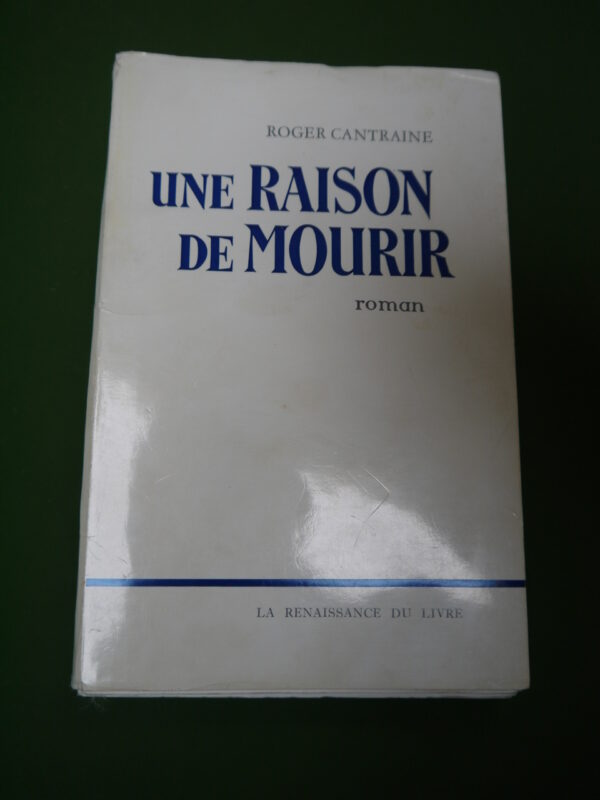 ROGER CANTRAINE
UNE RAISON
DE MOURIR
roman
LA RENAISSANCE DU LIVRE